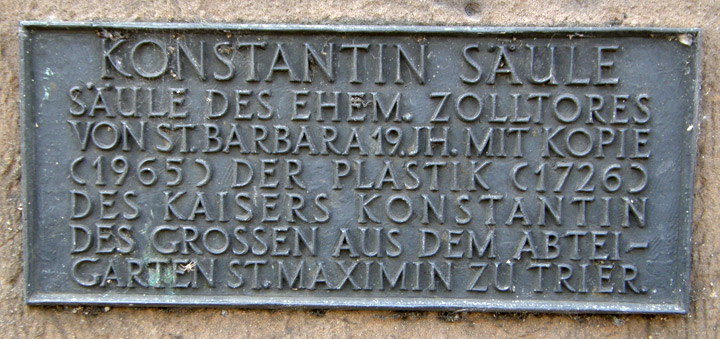 KONSTANTIN SÄULE
SÄULE DES EHEM. ZOLLTORES
VON ST. BARBARA 19. JH. MIT KOPIE
(1965) DER PLASTIK (1726)
DES KAISERS KONSTANTIN
DES GROSSEN AUS DEM ABTEI-
GARTEN ST. MAXIMIN ZU TRIER.